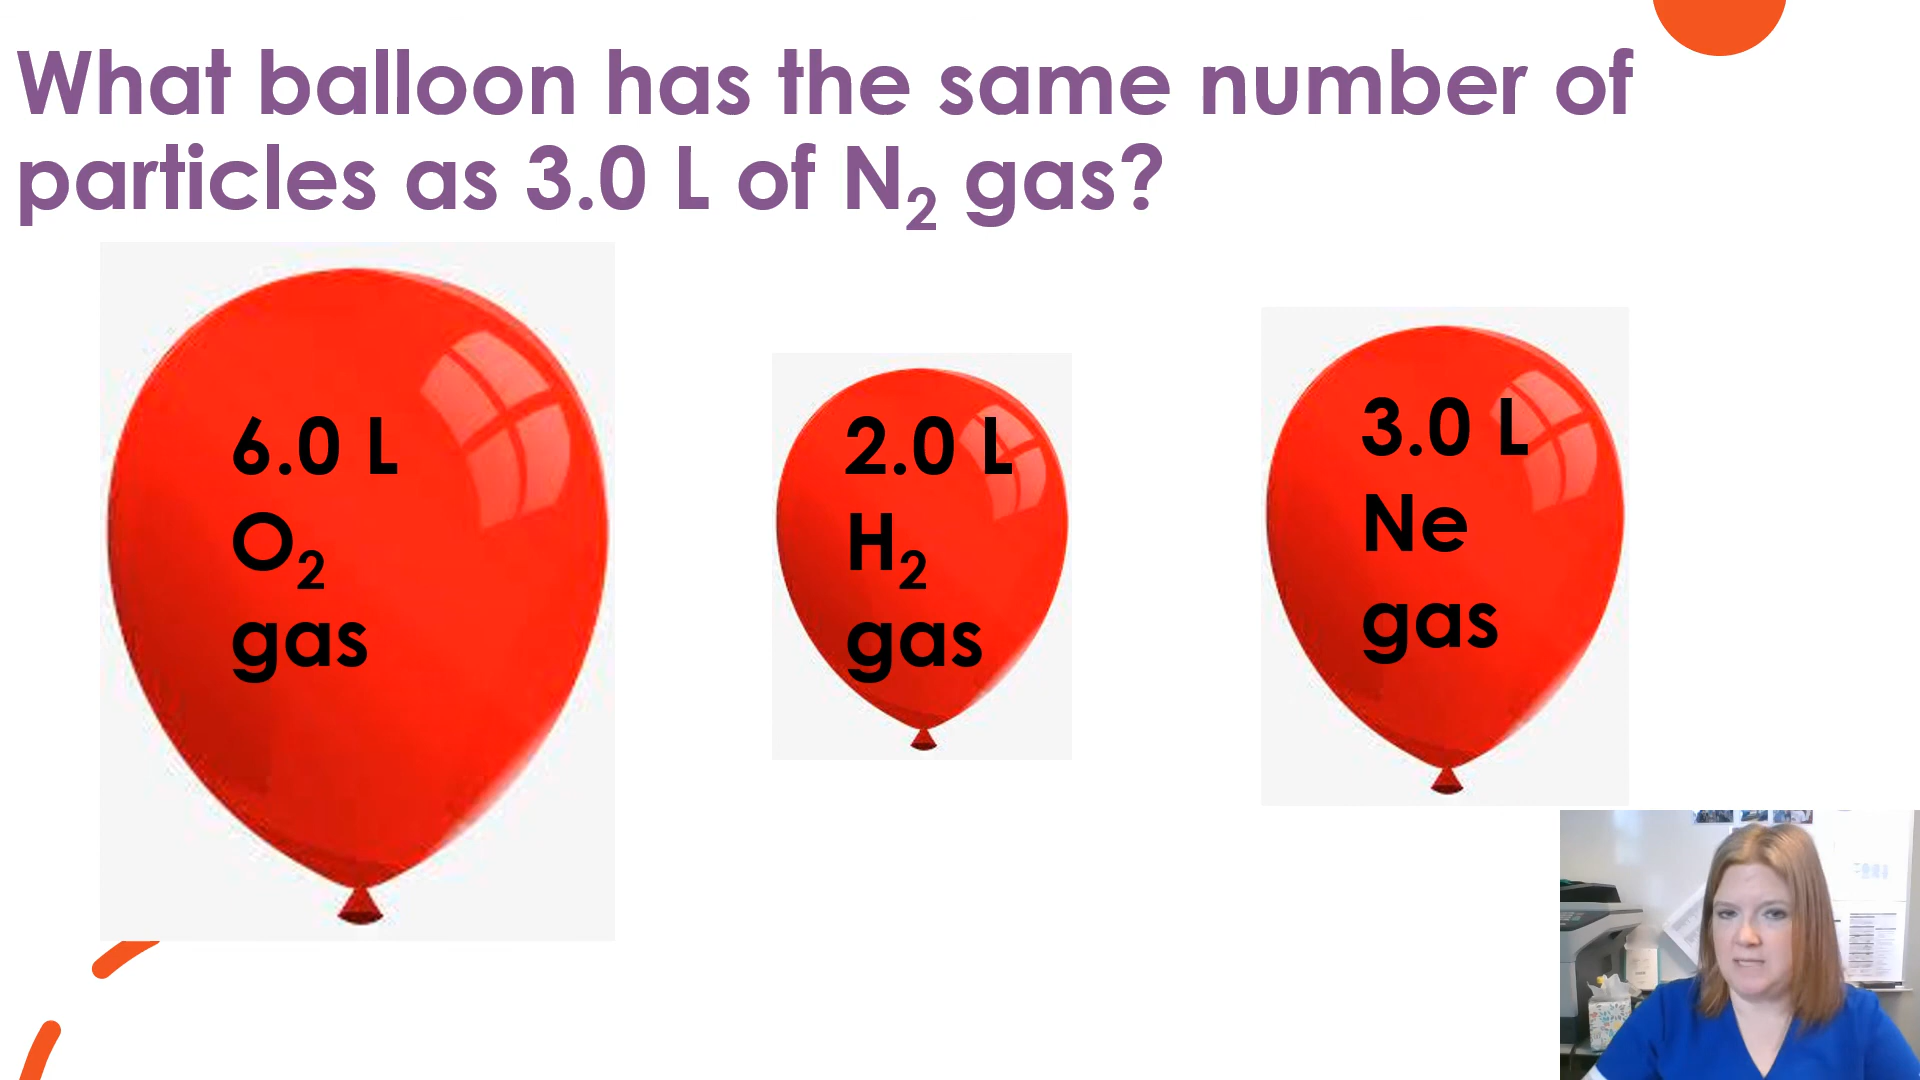 What balloon has the same number of
particles as 3.0 L of N₂ gas?
6.0 L
O₂
gas
2.0 L
H₂
gas
3.0 L
Ne
gas